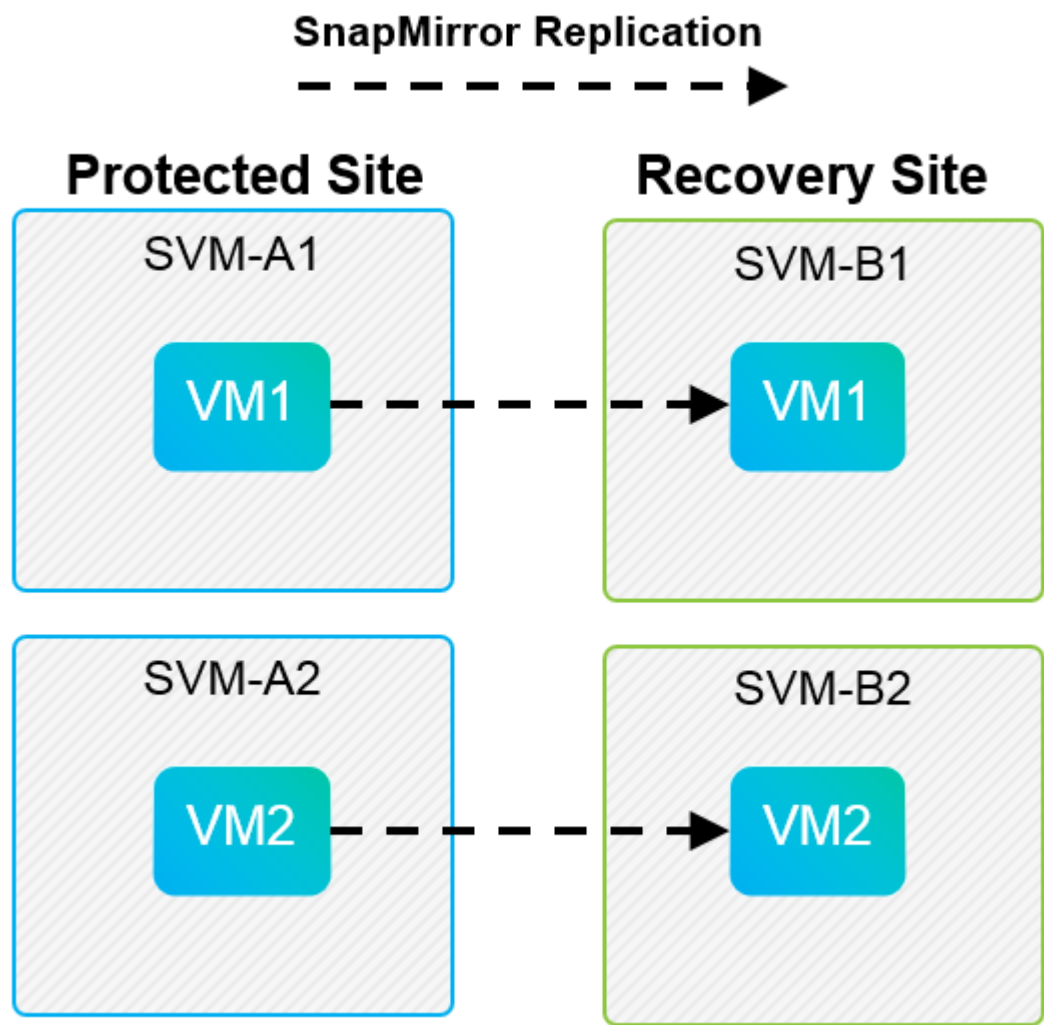 SnapMirror Replication
Protected Site
Recovery Site
SVM-A1
SVM-B1
VM1
VM1
SVM-A2
SVM-B2
VM2
VM2